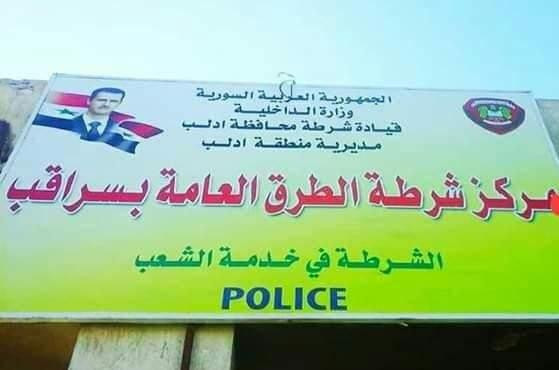 الجمهورية العربية السورية
وزارة الداخلية
قيادة شرطة محافظة ادلب
مديرية منطقة ادلب
مركز شرطة الطرق العامة بسراقب
الشرطة في خدمة الشعب
POLICE